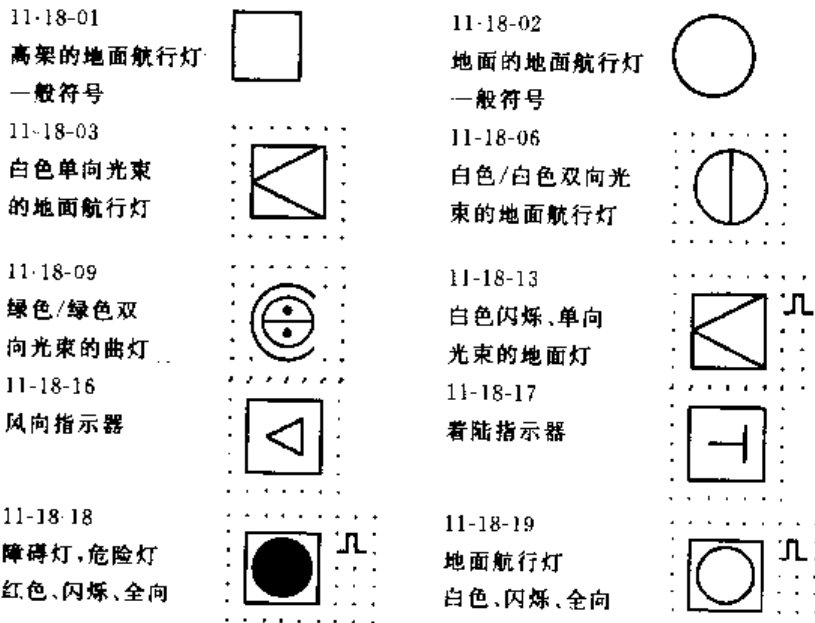 11-18-01
高架的地面航行灯
一般符号
11-18-02
地面的地面航行灯
一般符号
11-18-03
白色单向光束
的地面航行灯
11-18-06
白色/白色双向光
束的地面航行灯
11-18-09
绿色/绿色双
向光束的曲灯
11-18-13
白色闪烁、单向
光束的地面灯
11-18-16
风向指示器
11-18-17
着陆指示器
11-18-18
障碍灯,危险灯
红色、闪烁、全向
11-18-19
地面航行灯
白色、闪烁、全向